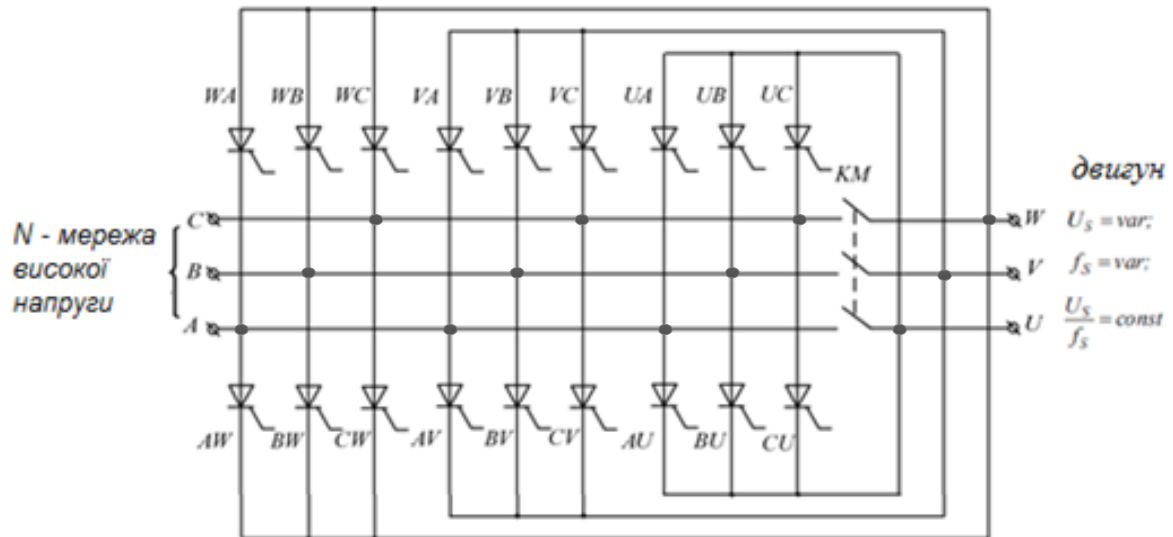 WA WB WC VA VB VC UA UB UC
KM
двигун
N - мережа
високої
напруги
C
B
A
W
V
U
U_S = var;
f_S = var;
U_S / f_S = const
AW BW CW AV BV CV AU BU CU